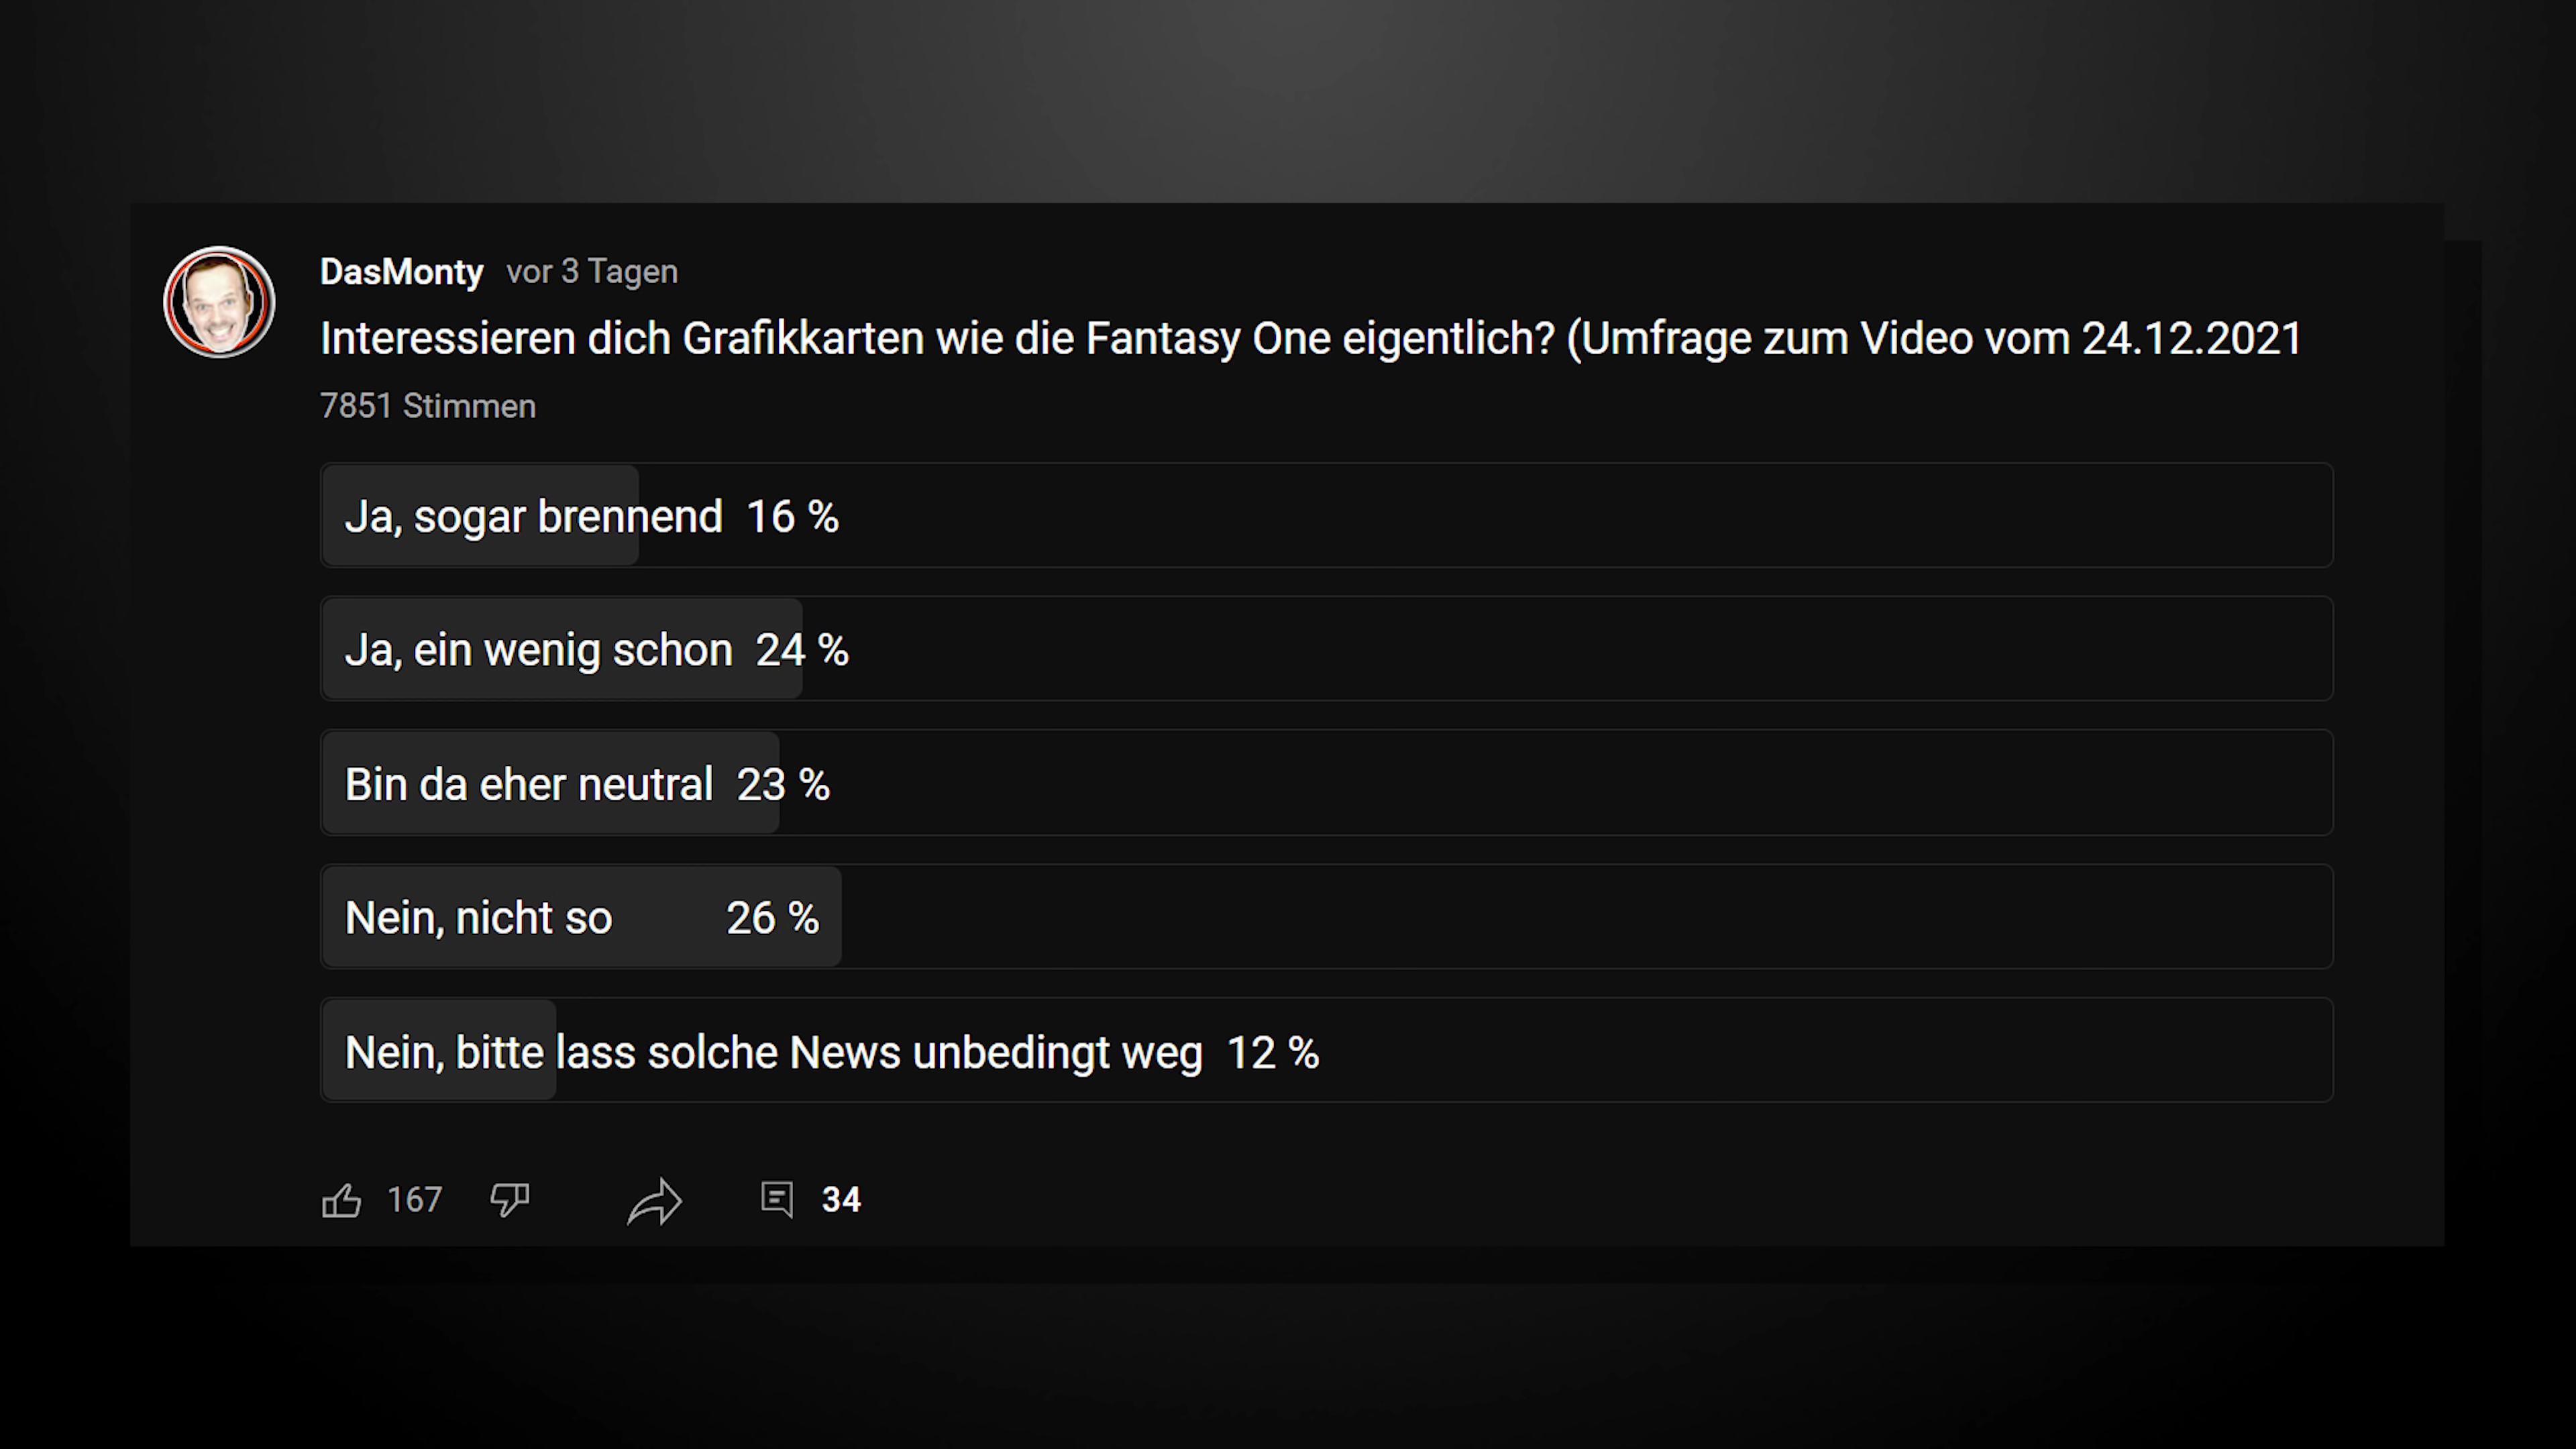 DasMonty vor 3 Tagen
Interessieren dich Grafikkarten wie die Fantasy One eigentlich? (Umfrage zum Video vom 24.12.2021
7851 Stimmen
Ja, sogar brennend 16 %
Ja, ein wenig schon 24 %
Bin da eher neutral 23 %
Nein, nicht so 26 %
Nein, bitte lass solche News unbedingt weg 12 %
167 34